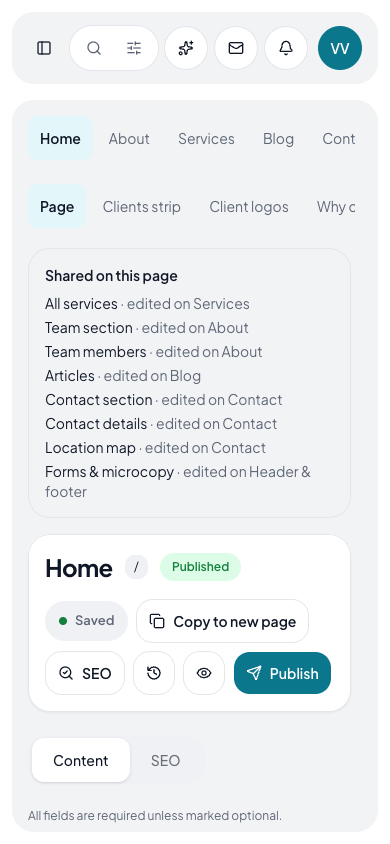 VV
Home About Services Blog Cont
Page Clients strip Client logos Why c
Shared on this page
All services · edited on Services
Team section · edited on About
Team members · edited on About
Articles · edited on Blog
Contact section · edited on Contact
Contact details · edited on Contact
Location map · edited on Contact
Forms & microcopy · edited on Header &
footer
Home / Published
Saved Copy to new page
SEO Publish
Content SEO
All fields are required unless marked optional.